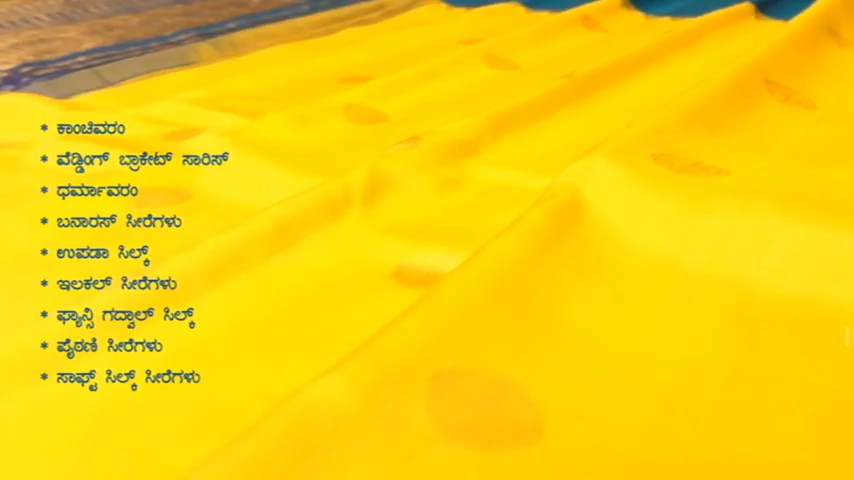 * ಕಾಂಚಿವರಂ
* ವೆಡ್ಡಿಂಗ್ ಬ್ರಾಕೇಟ್ ಸಾರಿಸ್
* ಧರ್ಮಾವರಂ
* ಬನಾರಸ್ ಸೀರೆಗಳು
* ಉಪಡಾ ಸಿಲ್ಕ್
* ಇಲಕಲ್ ಸೀರೆಗಳು
* ಫ್ಯಾನ್ಸಿ ಗದ್ವಾಲ್ ಸಿಲ್ಕ್
* ಪೈಠಣಿ ಸೀರೆಗಳು
* ಸಾಫ್ಟ್ ಸಿಲ್ಕ್ ಸೀರೆಗಳು